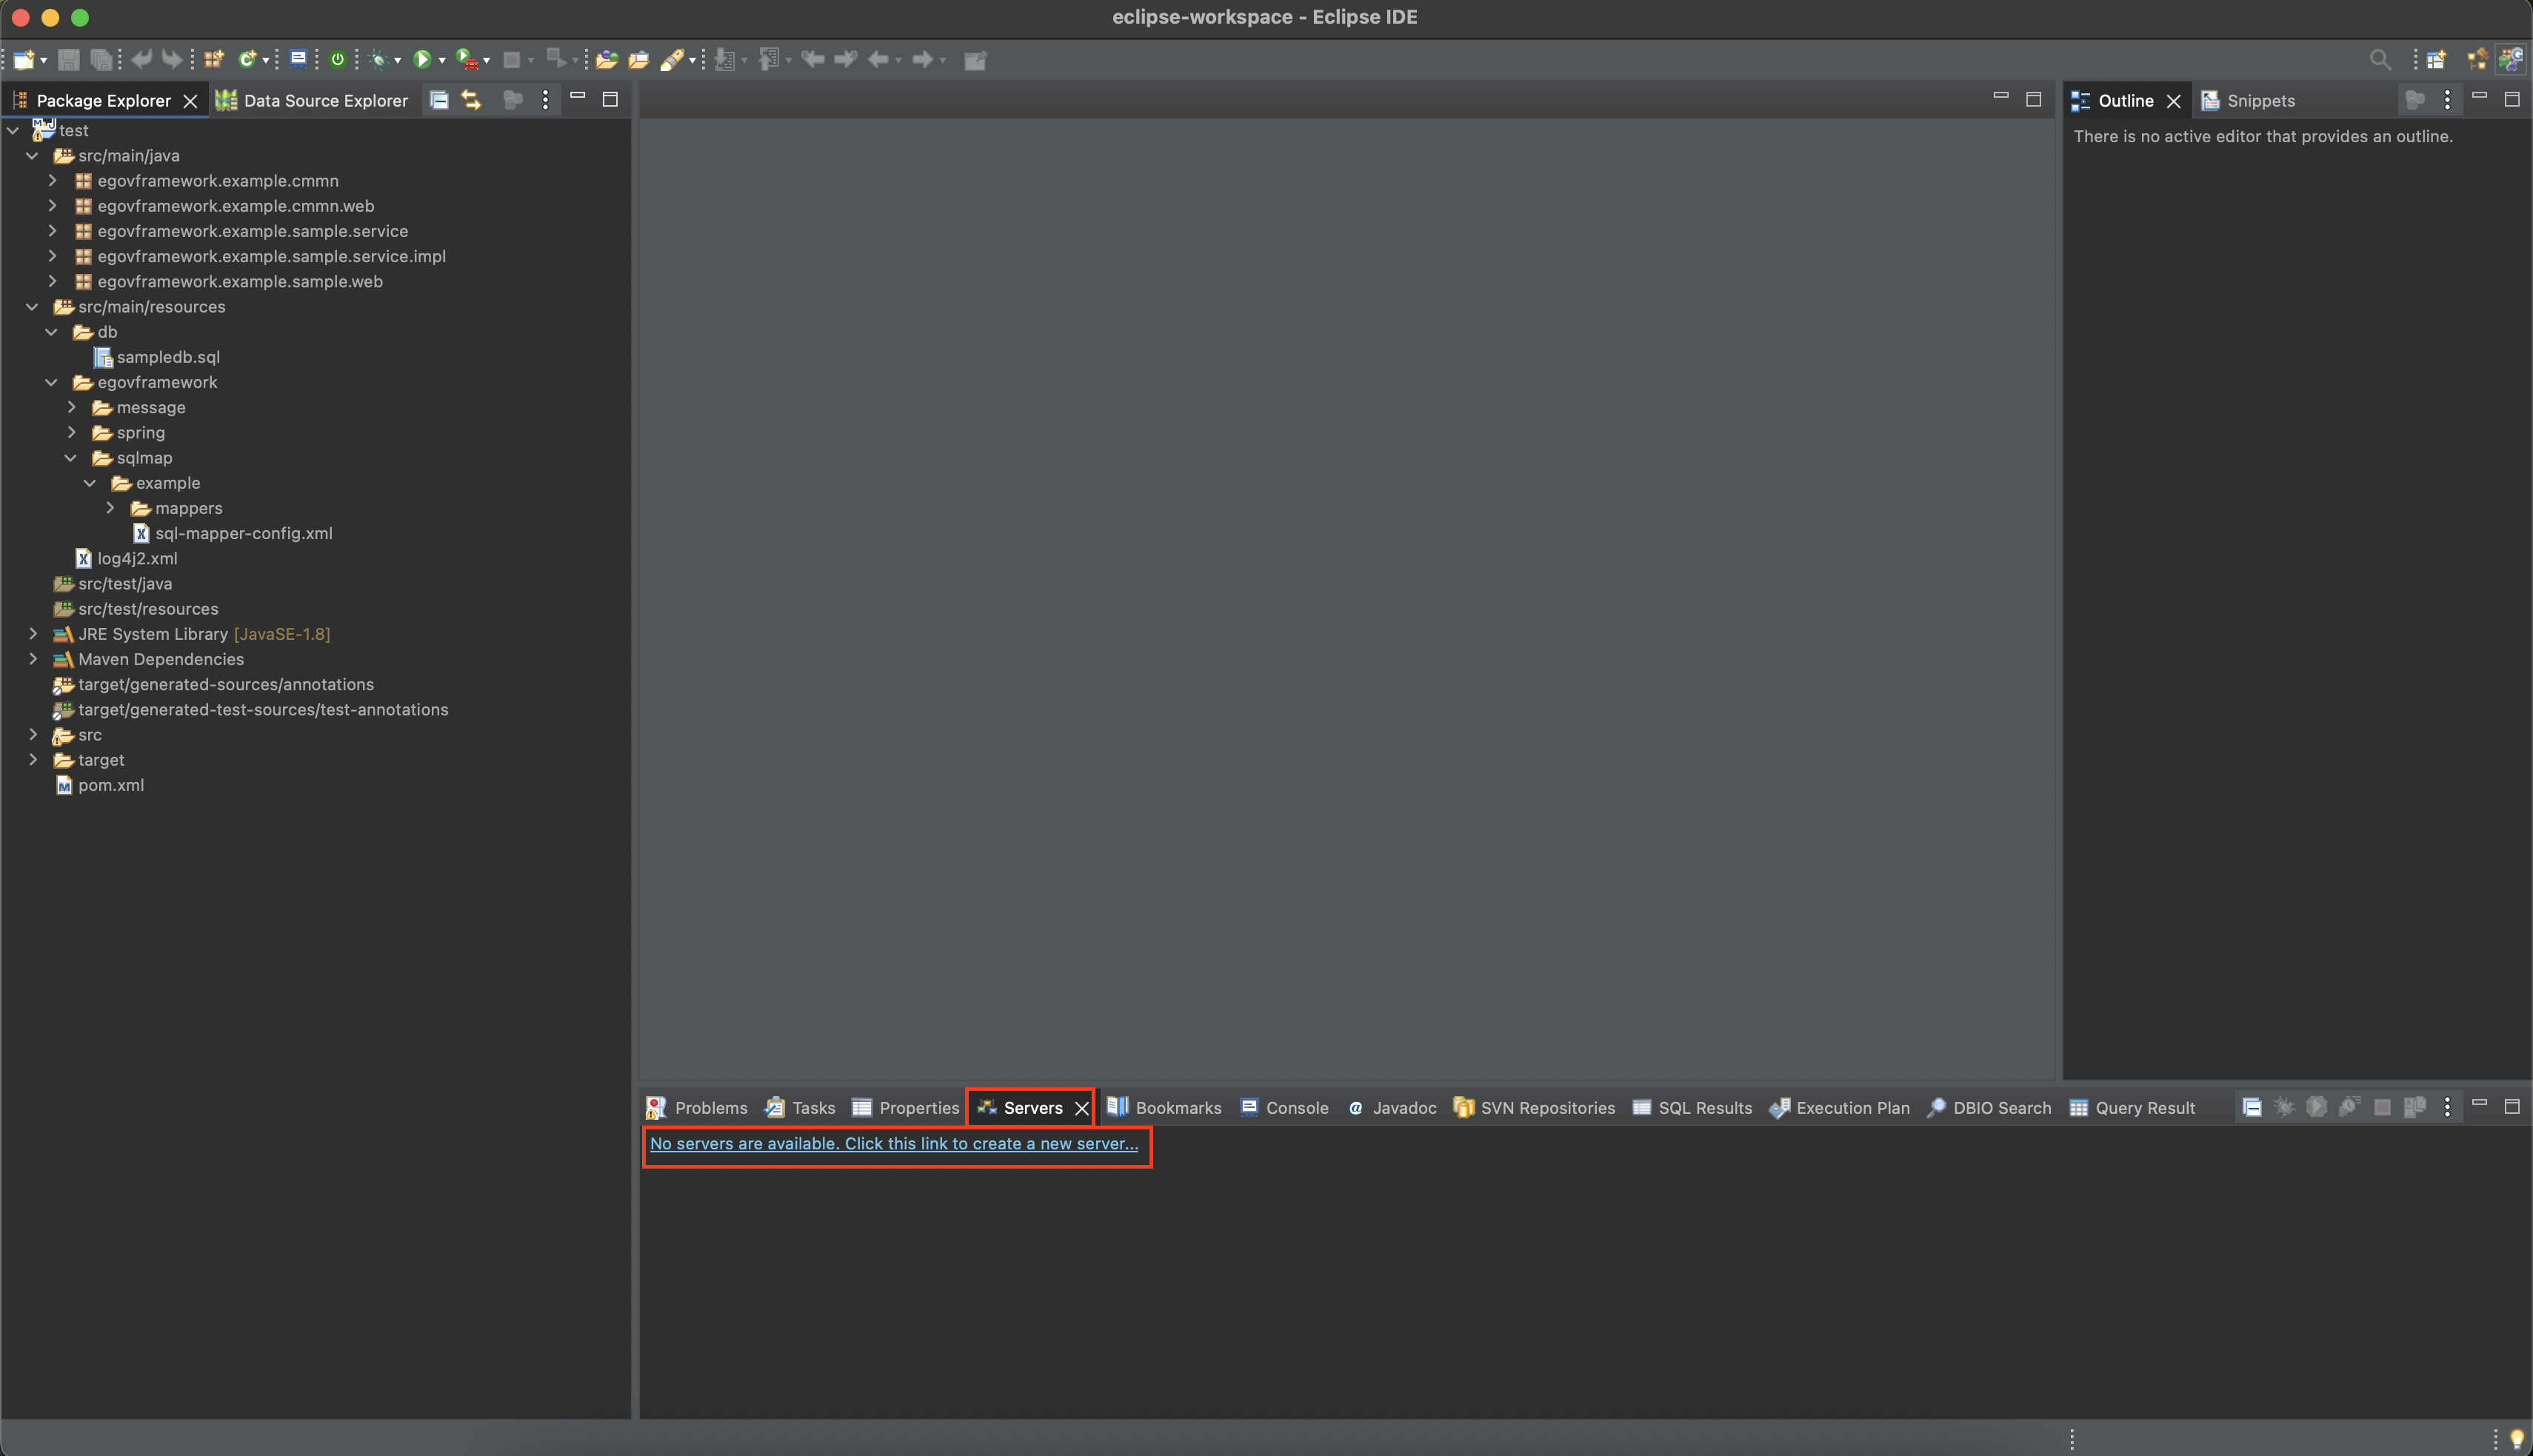 eclipse-workspace - Eclipse IDE
Package Explorer
Data Source Explorer
test
src/main/java
egovframework.example.cmmn
egovframework.example.cmmn.web
egovframework.example.sample.service
egovframework.example.sample.service.impl
egovframework.example.sample.web
src/main/resources
db
sampledb.sql
egovframework
message
spring
sqlmap
example
mappers
sql-mapper-config.xml
log4j2.xml
src/test/java
src/test/resources
JRE System Library [JavaSE-1.8]
Maven Dependencies
target/generated-sources/annotations
target/generated-test-sources/test-annotations
src
target
pom.xml
Outline
Snippets
There is no active editor that provides an outline.
Problems
Tasks
Properties
Servers
Bookmarks
Console
Javadoc
SVN Repositories
SQL Results
Execution Plan
DBIO Search
Query Result
No servers are available. Click this link to create a new server...